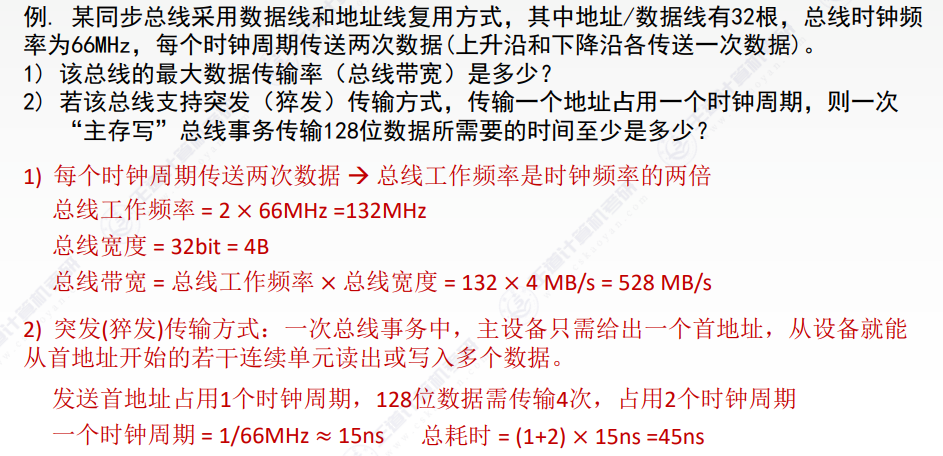 例. 某同步总线采用数据线和地址线复用方式，其中地址/数据线有32根，总线时钟频
率为66MHz，每个时钟周期传送两次数据(上升沿和下降沿各传送一次数据)。
1) 该总线的最大数据传输率（总线带宽）是多少？
2) 若该总线支持突发（猝发）传输方式，传输一个地址占用一个时钟周期，则一次
“主存写”总线事务传输128位数据所需要的时间至少是多少？
1) 每个时钟周期传送两次数据 → 总线工作频率是时钟频率的两倍
总线工作频率 = 2 × 66MHz =132MHz
总线宽度 = 32bit = 4B
总线带宽 = 总线工作频率 × 总线宽度 = 132 × 4 MB/s = 528 MB/s
2) 突发(猝发)传输方式：一次总线事务中，主设备只需给出一个首地址，从设备就能
从首地址开始的若干连续单元读出或写入多个数据。
发送首地址占用1个时钟周期，128位数据需传输4次，占用2个时钟周期
一个时钟周期 = 1/66MHz ≈ 15ns 总耗时 = (1+2) × 15ns =45ns